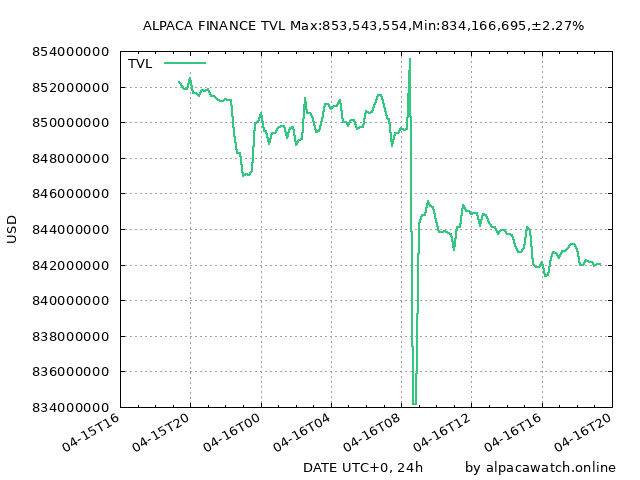 ALPACA FINANCE TVL Max:853,543,554,Min:834,166,695,±2.27%
TVL
854000000
852000000
850000000
848000000
846000000
844000000
842000000
840000000
838000000
836000000
834000000
USD
04-15T16
04-15T20
04-16T00
04-16T04
04-16T08
04-16T12
04-16T16
04-16T20
DATE UTC+0, 24h
by alpacawatch.online